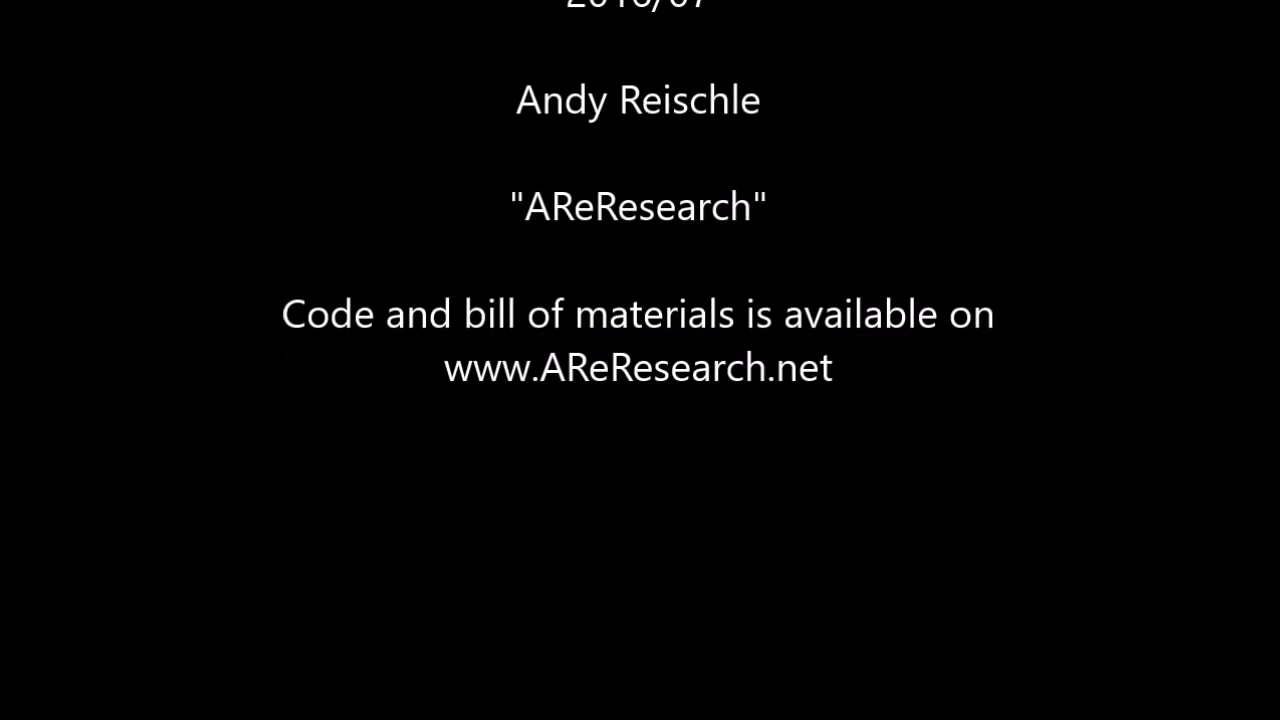 Andy Reischle
"AReResearch"
Code and bill of materials is available on
www.AReResearch.net